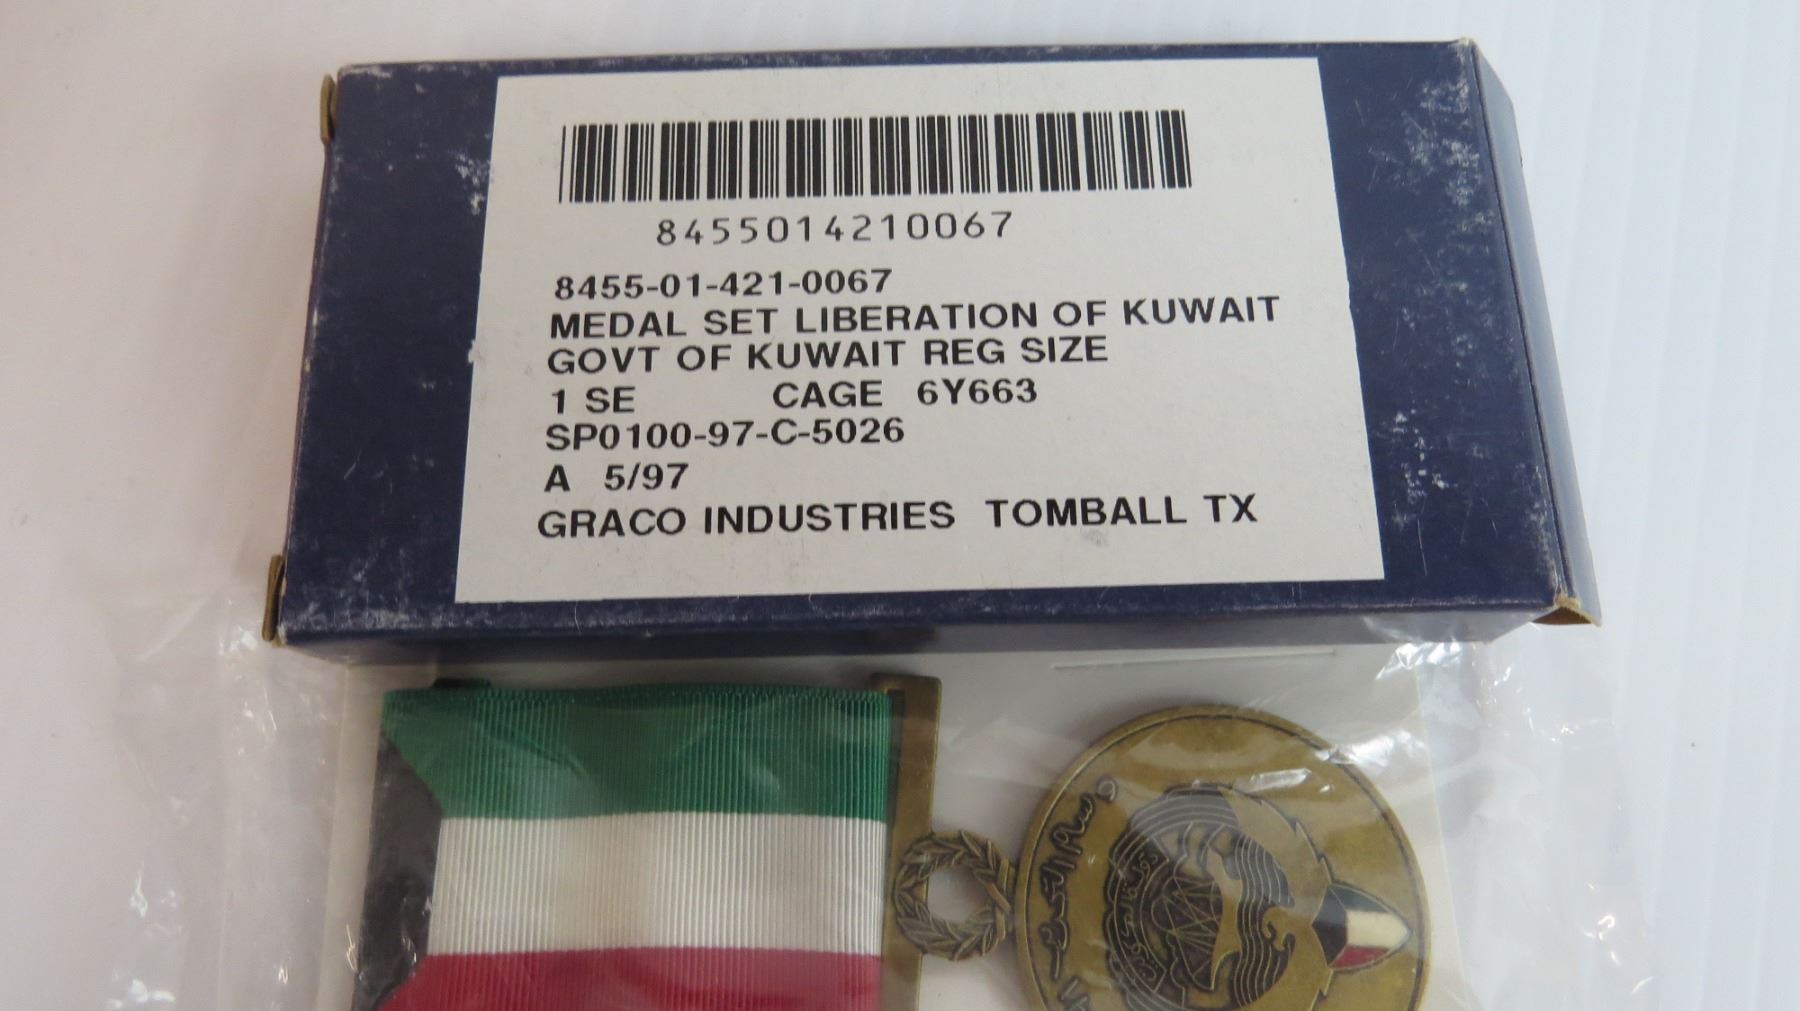 8455014210067
8455-01-421-0067
MEDAL SET LIBERATION OF KUWAIT
GOVT OF KUWAIT REG SIZE
1 SE CAGE 6Y663
SP0100-97-C-5026
A 5/97
GRACO INDUSTRIES TOMBALL TX